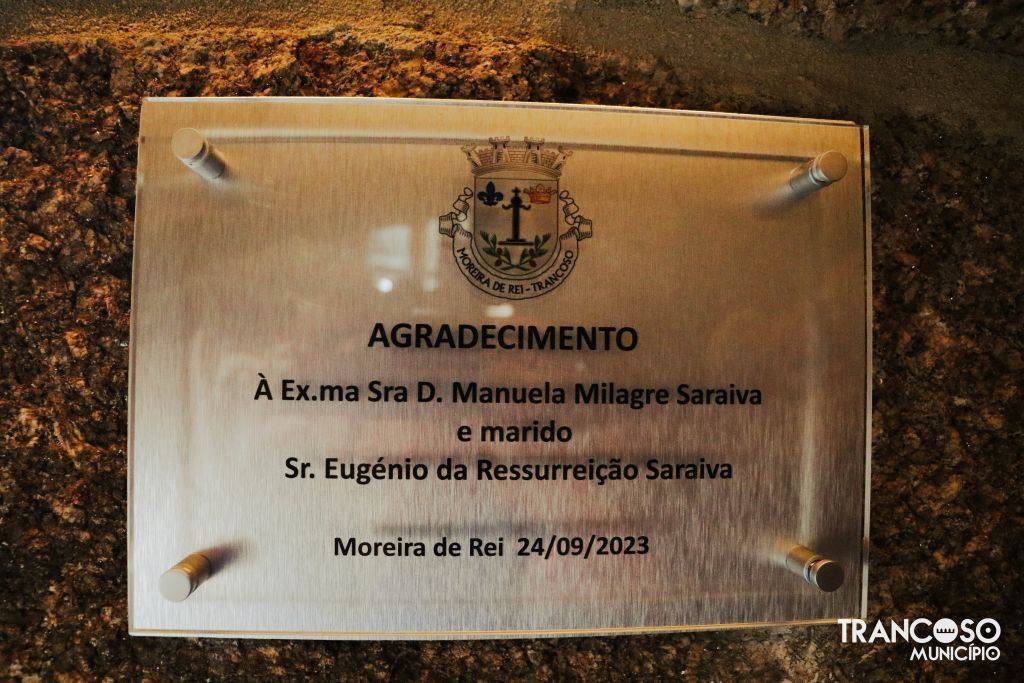 MOREIRA DE REI - TRANCOSO
AGRADECIMENTO
À Ex.ma Sra D. Manuela Milagre Saraiva
e marido
Sr. Eugénio da Ressurreição Saraiva
Moreira de Rei 24/09/2023
TRANCOSO
MUNICÍPIO